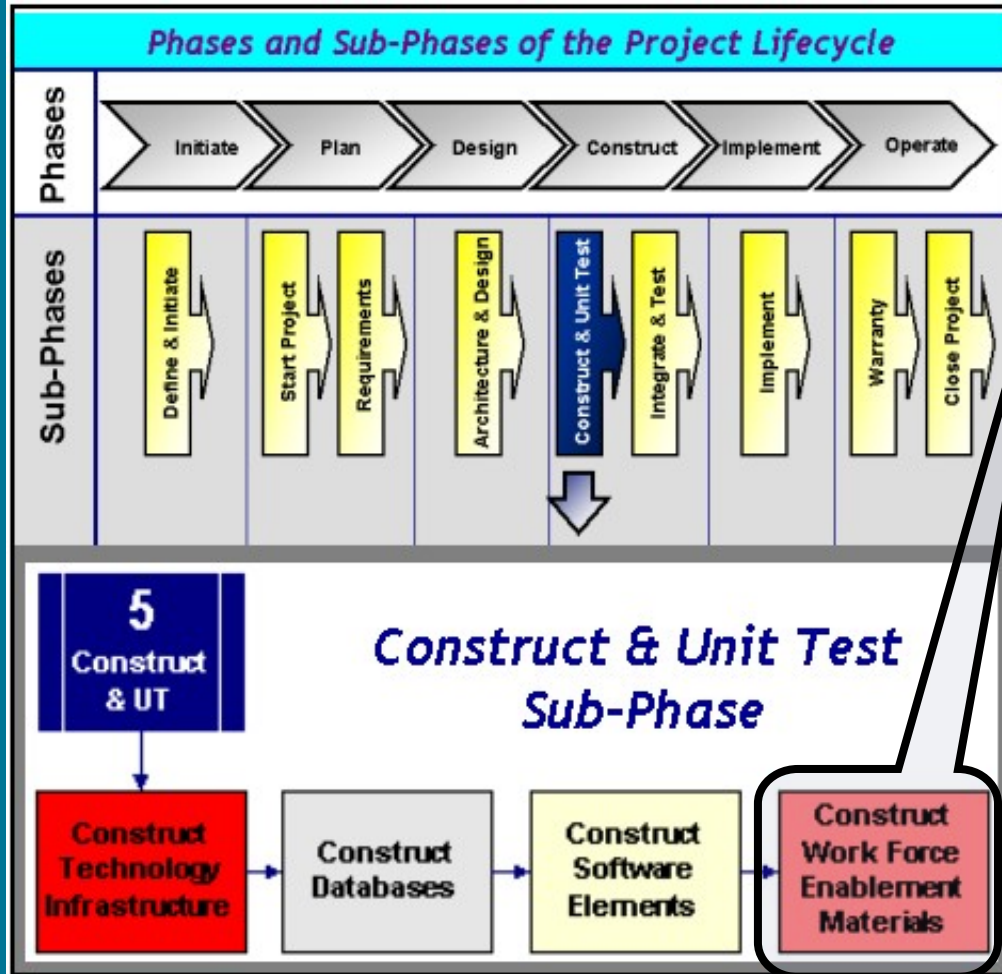 Phases and Sub-Phases of the Project Lifecycle
Phases
Initiate
Plan
Design
Construct
Implement
Operate
Sub-Phases
Define & Initiate
Start Project
Requirements
Architecture & Design
Construct & Unit Test
Integrate & Test
Implement
Warranty
Close Project
5
Construct
& UT
Construct & Unit Test
Sub-Phase
Construct
Technology
Infrastructure
Construct
Databases
Construct
Software
Elements
Construct
Work Force
Enablement
Materials